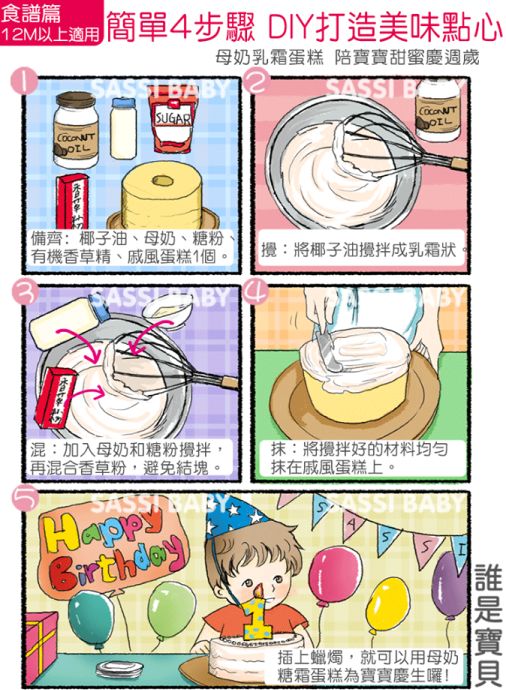 食譜篇
12M以上適用
簡單4步驟 DIY打造美味點心
母奶乳霜蛋糕 陪寶寶甜蜜慶週歲
1
SASSI BABY
COCONUT
OIL
SUGAR
備齊: 椰子油、母奶、糖粉、
有機香草精、戚風蛋糕1個。
2
SASSI BABY
COCONUT
OIL
攪：將椰子油攪拌成乳霜狀。
3
SASSI BABY
混：加入母奶和糖粉攪拌，
再混合香草粉，避免結塊。
4
SASSI BABY
抹：將攪拌好的材料均勻
抹在戚風蛋糕上。
5
SASSI BABY
SASSI BABY
Happy
Birthday
SASSI
1
插上蠟燭，就可以用母奶
糖霜蛋糕為寶寶慶生囉!
誰是寶貝